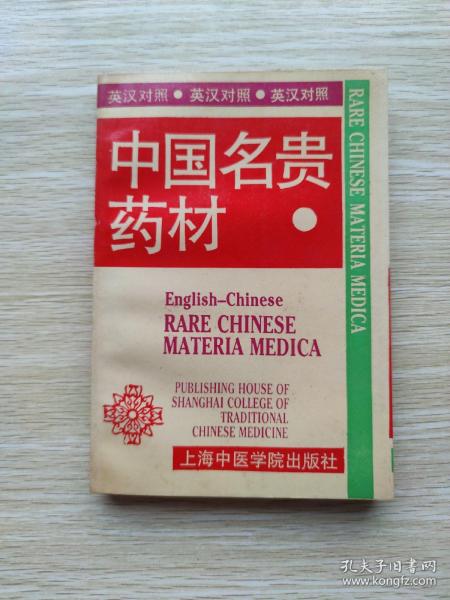 英汉对照 ● 英汉对照 ● 英汉对照
中国名贵
药材
English–Chinese
RARE CHINESE
MATERIA MEDICA
PUBLISHING HOUSE OF
SHANGHAI COLLEGE OF
TRADITIONAL
CHINESE MEDICINE
上海中医学院出版社
RARE CHINESE MATERIA MEDICA
孔夫子旧书网
www.kongfz.com